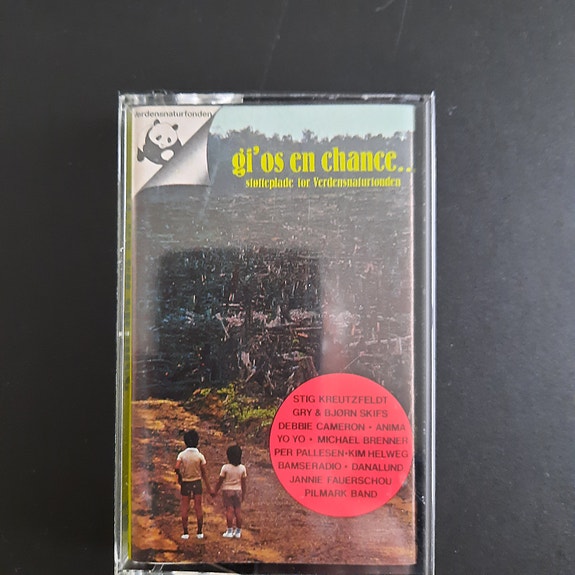 Verdensnaturfonden
gi'os en chance...
støtteplade for Verdensnaturfonden
STIG KREUTZFELDT
GRY & BJØRN SKIFS
DEBBIE CAMERON • ANIMA
YO YO • MICHAEL BRENNER
PER PALLESEN • KIM HELWEG
BAMSERADIO • DANALUND
JANNIE FAUERSCHOU
PILMARK BAND